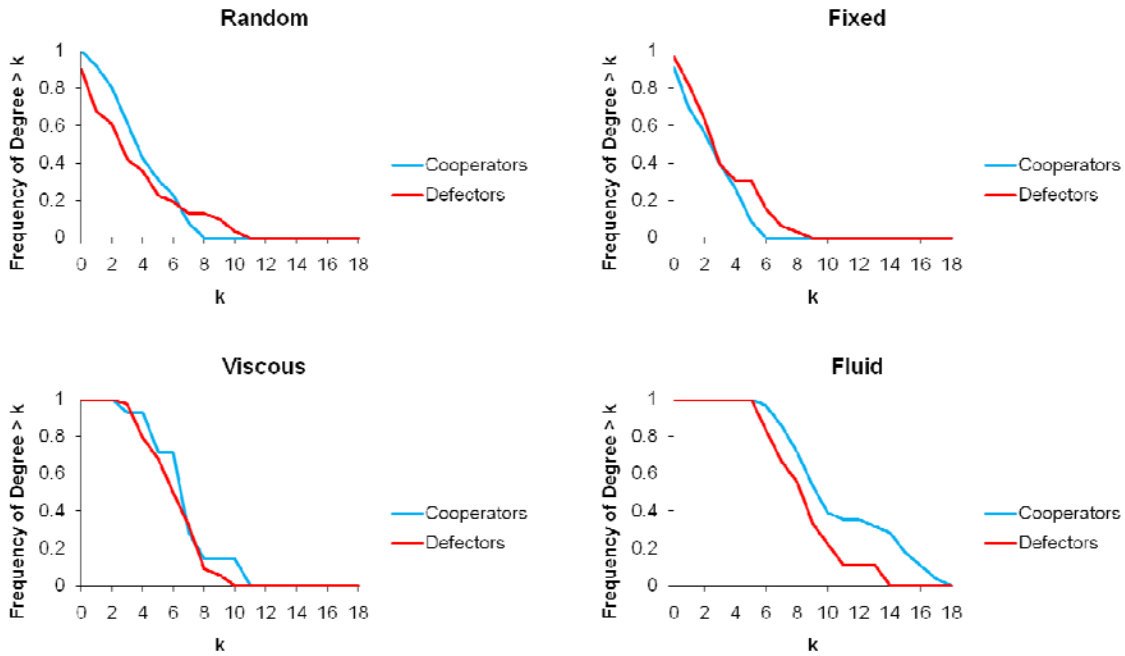 Random
Frequency of Degree > k
1
0.8
0.6
0.4
0.2
0
0 2 4 6 8 10 12 14 16 18
k
Cooperators
Defectors
Fixed
Frequency of Degree > k
1
0.8
0.6
0.4
0.2
0
0 2 4 6 8 10 12 14 16 18
k
Cooperators
Defectors
Viscous
Frequency of Degree > k
1
0.8
0.6
0.4
0.2
0
0 2 4 6 8 10 12 14 16 18
k
Cooperators
Defectors
Fluid
Frequency of Degree > k
1
0.8
0.6
0.4
0.2
0
0 2 4 6 8 10 12 14 16 18
k
Cooperators
Defectors